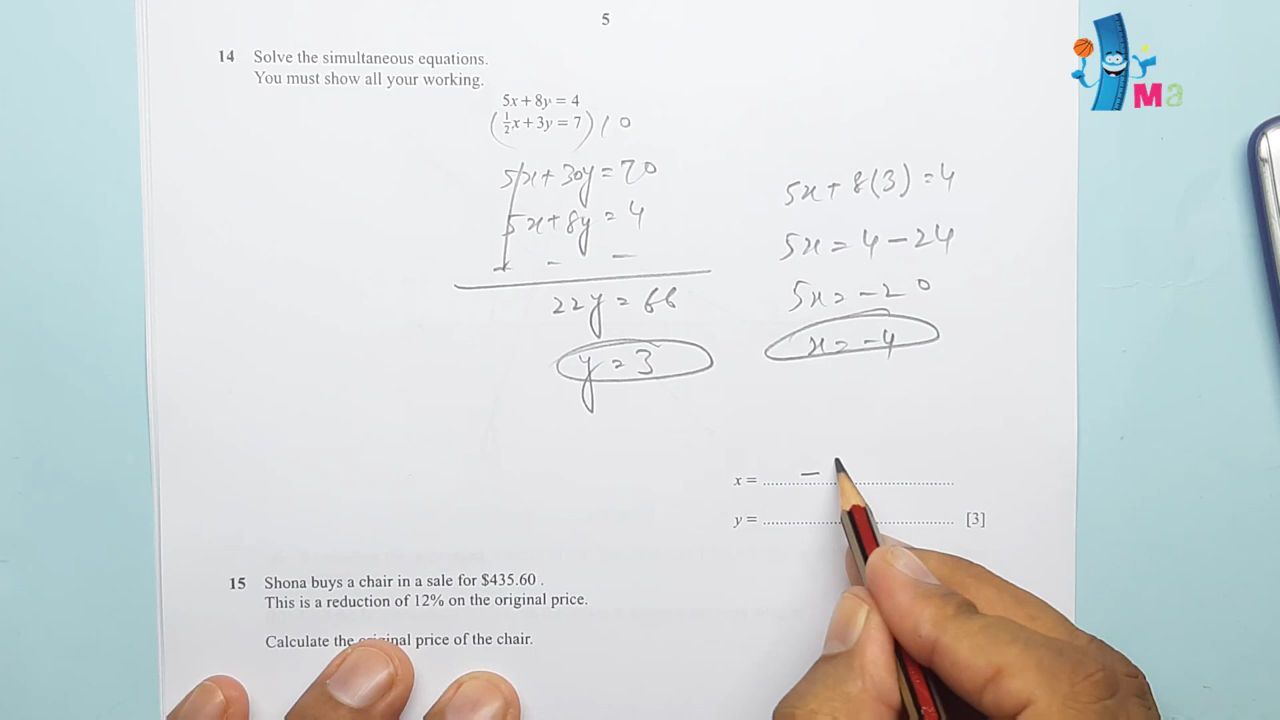 5
14 Solve the simultaneous equations.
You must show all your working.
5x + 8y = 4
(½x + 3y = 7) 10
5x + 30y = 70
5x + 8y = 4
- - -
22y = 66
y = 3
5x + 8(3) = 4
5x = 4 - 24
5x = -20
x = -4
x = ..... –
y = ..... [3]
15 Shona buys a chair in a sale for $435.60 .
This is a reduction of 12% on the original price.
Calculate the original price of the chair.
Ma